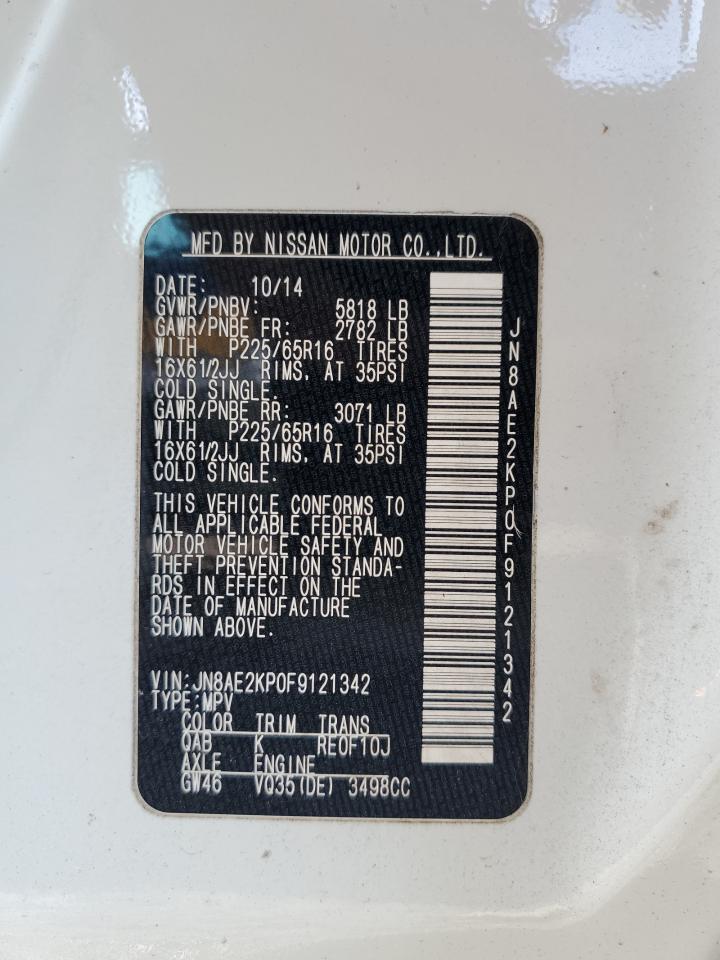 MFD BY NISSAN MOTOR CO.,LTD.
DATE: 10/14
GVWR/PNBV: 5818 LB
GAWR/PNBE FR: 2782 LB
WITH P225/65R16 TIRES
16X61/2JJ RIMS, AT 35PSI
COLD SINGLE.
GAWR/PNBE RR: 3071 LB
WITH P225/65R16 TIRES
16X61/2JJ RIMS, AT 35PSI
COLD SINGLE.
THIS VEHICLE CONFORMS TO
ALL APPLICABLE FEDERAL
MOTOR VEHICLE SAFETY AND
THEFT PREVENTION STANDA-
RDS IN EFFECT ON THE
DATE OF MANUFACTURE
SHOWN ABOVE.
VIN:JN8AE2KP0F9121342
TYPE:MPV
COLOR TRIM TRANS
QAB K RE0F10J
AXLE ENGINE
GW46 VQ35(DE) 3498CC
JN8AE2KP0F9121342